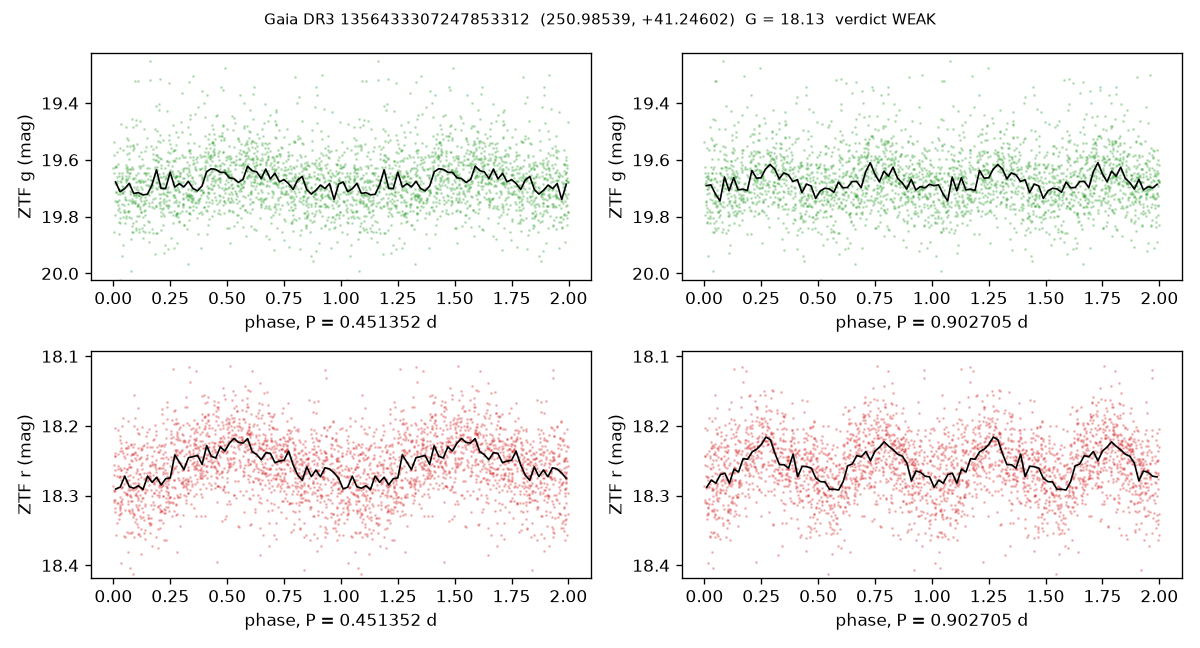 Gaia DR3 1356433307247853312 (250.98539, +41.24602) G = 18.13 verdict WEAK
ZTF g (mag)
19.4
19.6
19.8
20.0
0.00 0.25 0.50 0.75 1.00 1.25 1.50 1.75 2.00
phase, P = 0.451352 d
ZTF g (mag)
19.4
19.6
19.8
20.0
0.00 0.25 0.50 0.75 1.00 1.25 1.50 1.75 2.00
phase, P = 0.902705 d
ZTF r (mag)
18.1
18.2
18.3
18.4
0.00 0.25 0.50 0.75 1.00 1.25 1.50 1.75 2.00
phase, P = 0.451352 d
ZTF r (mag)
18.1
18.2
18.3
18.4
0.00 0.25 0.50 0.75 1.00 1.25 1.50 1.75 2.00
phase, P = 0.902705 d